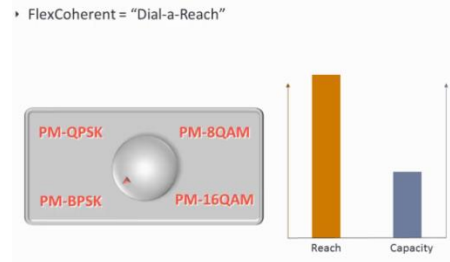 FlexCoherent = “Dial-a-Reach”
PM-QPSK PM-8QAM
PM-BPSK PM-16QAM
Reach Capacity